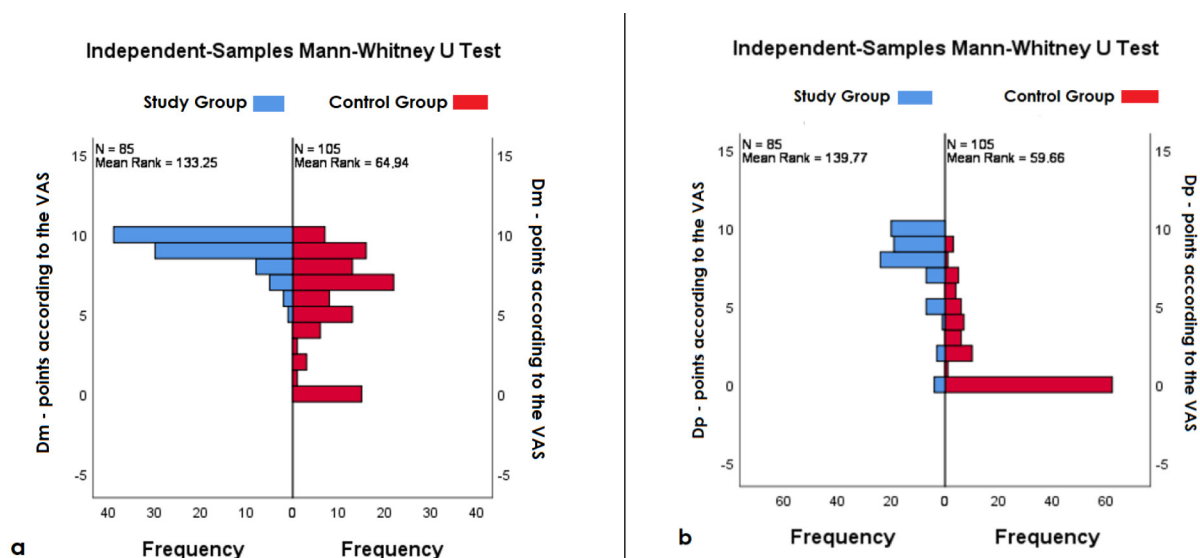 Independent-Samples Mann-Whitney U Test
Study Group
Control Group
N = 85
Mean Rank = 133.25
N = 105
Mean Rank = 64,94
Dm - points according to the VAS
15
10
5
0
-5
15
10
5
0
-5
Dm - points according to the VAS
40 30 20 10 0 10 20 30 40
Frequency Frequency
a
Independent-Samples Mann-Whitney U Test
Study Group
Control Group
N = 85
Mean Rank = 139,77
N = 105
Mean Rank = 59.66
Dp - points according to the VAS
15
10
5
0
-5
15
10
5
0
-5
Dp - points according to the VAS
60 40 20 0 20 40 60
Frequency Frequency
b